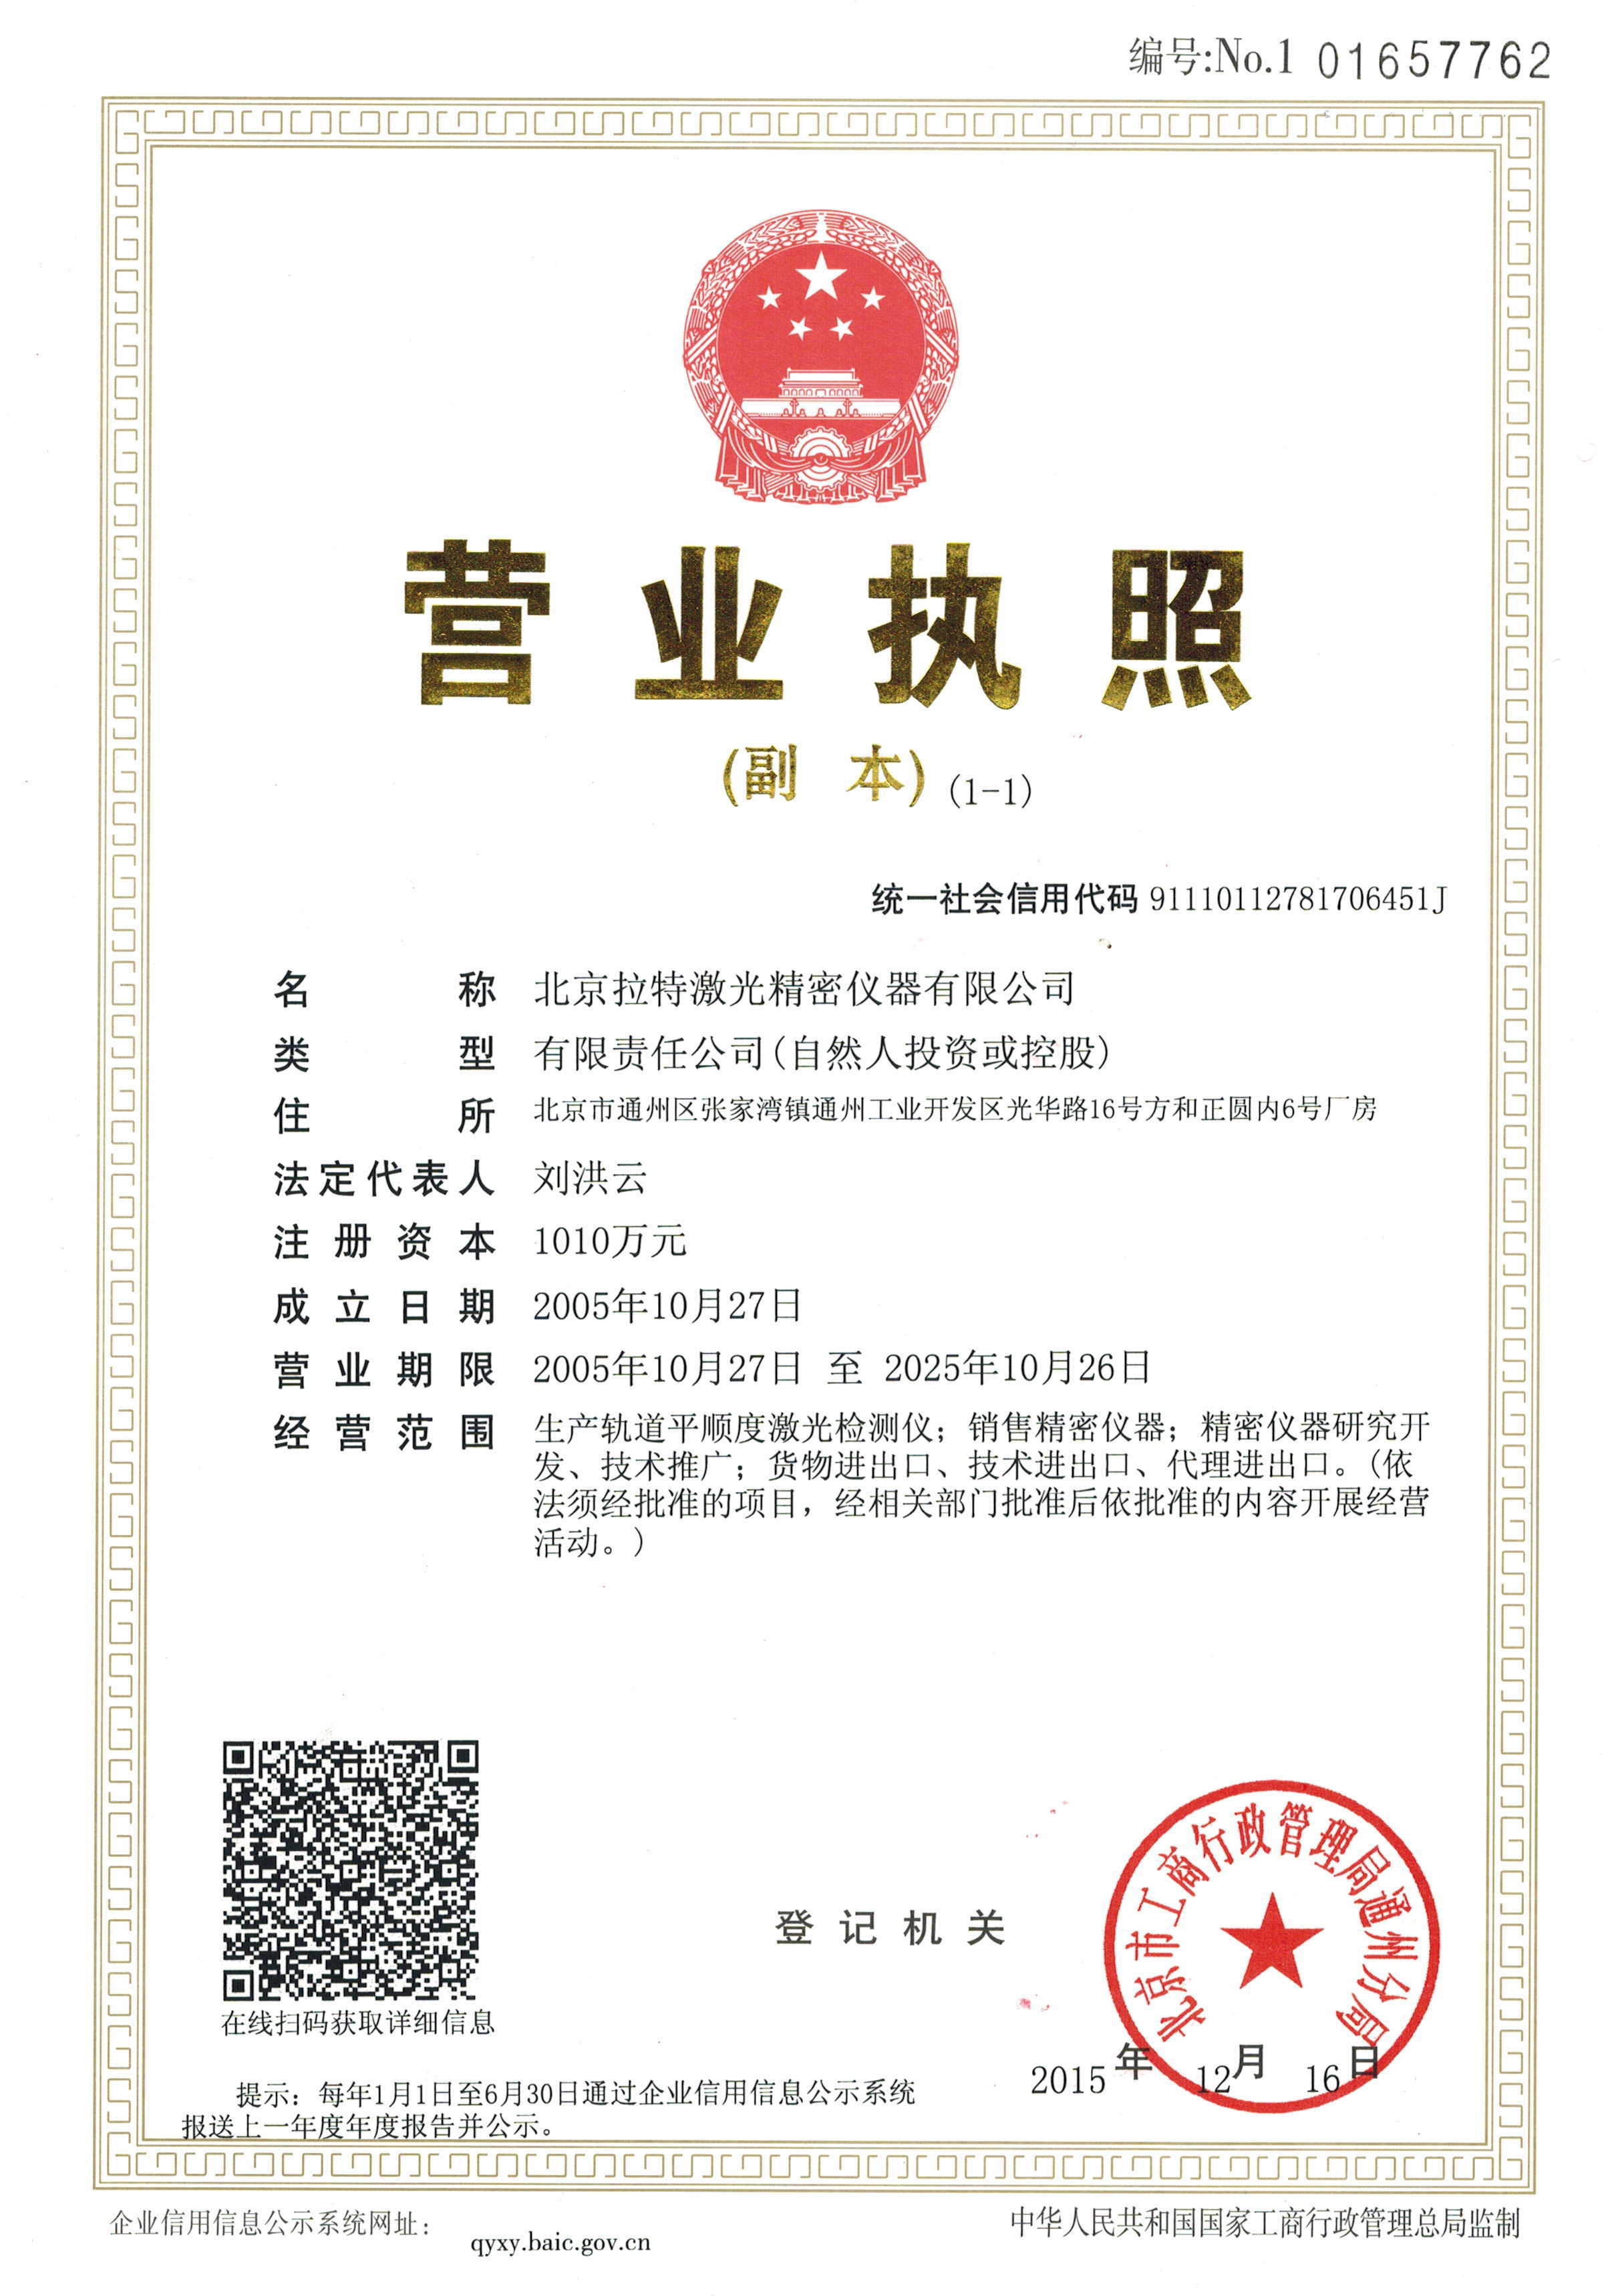 编号:No.1 01657762
营业执照
(副 本) (1-1)
统一社会信用代码 91110112781706451J
名称 北京拉特激光精密仪器有限公司
类型 有限责任公司(自然人投资或控股)
住所 北京市通州区张家湾镇通州工业开发区光华路16号方和正圆内6号厂房
法定代表人 刘洪云
注册资本 1010万元
成立日期 2005年10月27日
营业期限 2005年10月27日 至 2025年10月26日
经营范围 生产轨道平顺度激光检测仪；销售精密仪器；精密仪器研究开
发、技术推广；货物进出口、技术进出口、代理进出口。(依
法须经批准的项目，经相关部门批准后依批准的内容开展经营
活动。)
在线扫码获取详细信息
登记机关
北京市工商行政管理局通州分局
2015年12月16日
提示：每年1月1日至6月30日通过企业信用信息公示系统
报送上一年度年度报告并公示。
企业信用信息公示系统网址：
qyxy.baic.gov.cn
中华人民共和国国家工商行政管理总局监制